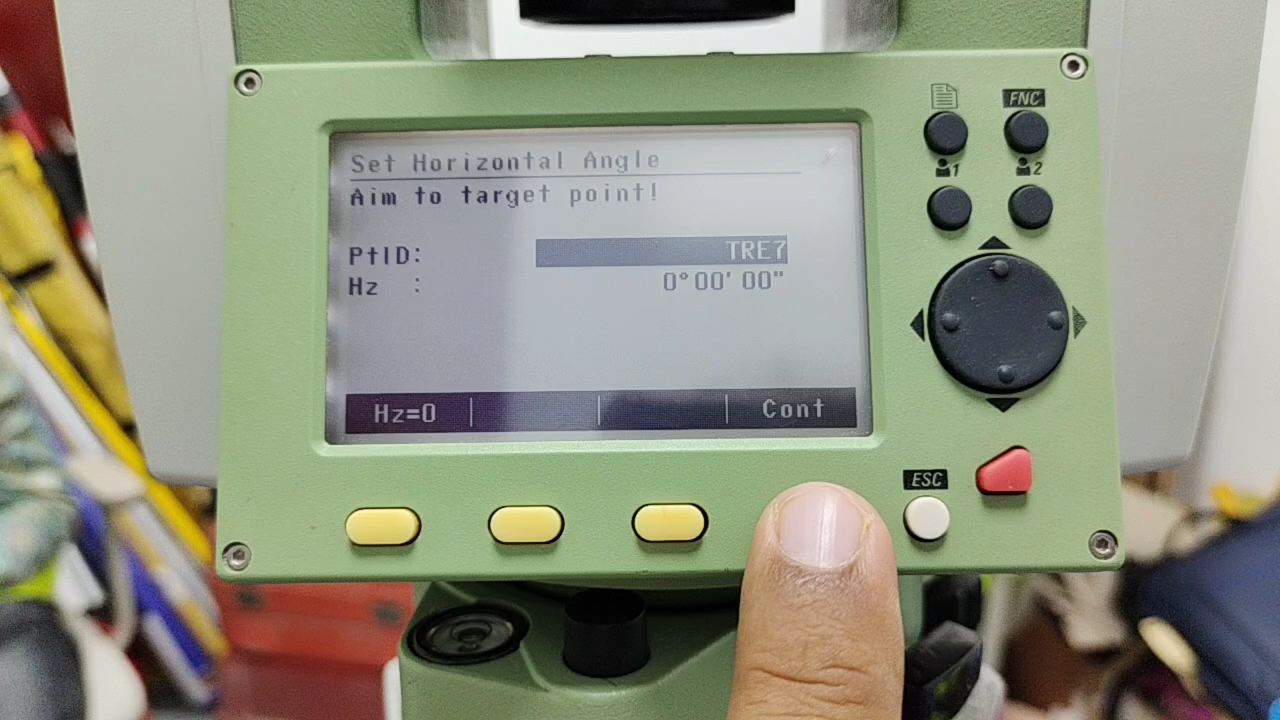 Set Horizontal Angle
Aim to target point!
PtID: TRE7
Hz : 0°00'00"
Hz=0 Cont
FNC
1 2
ESC